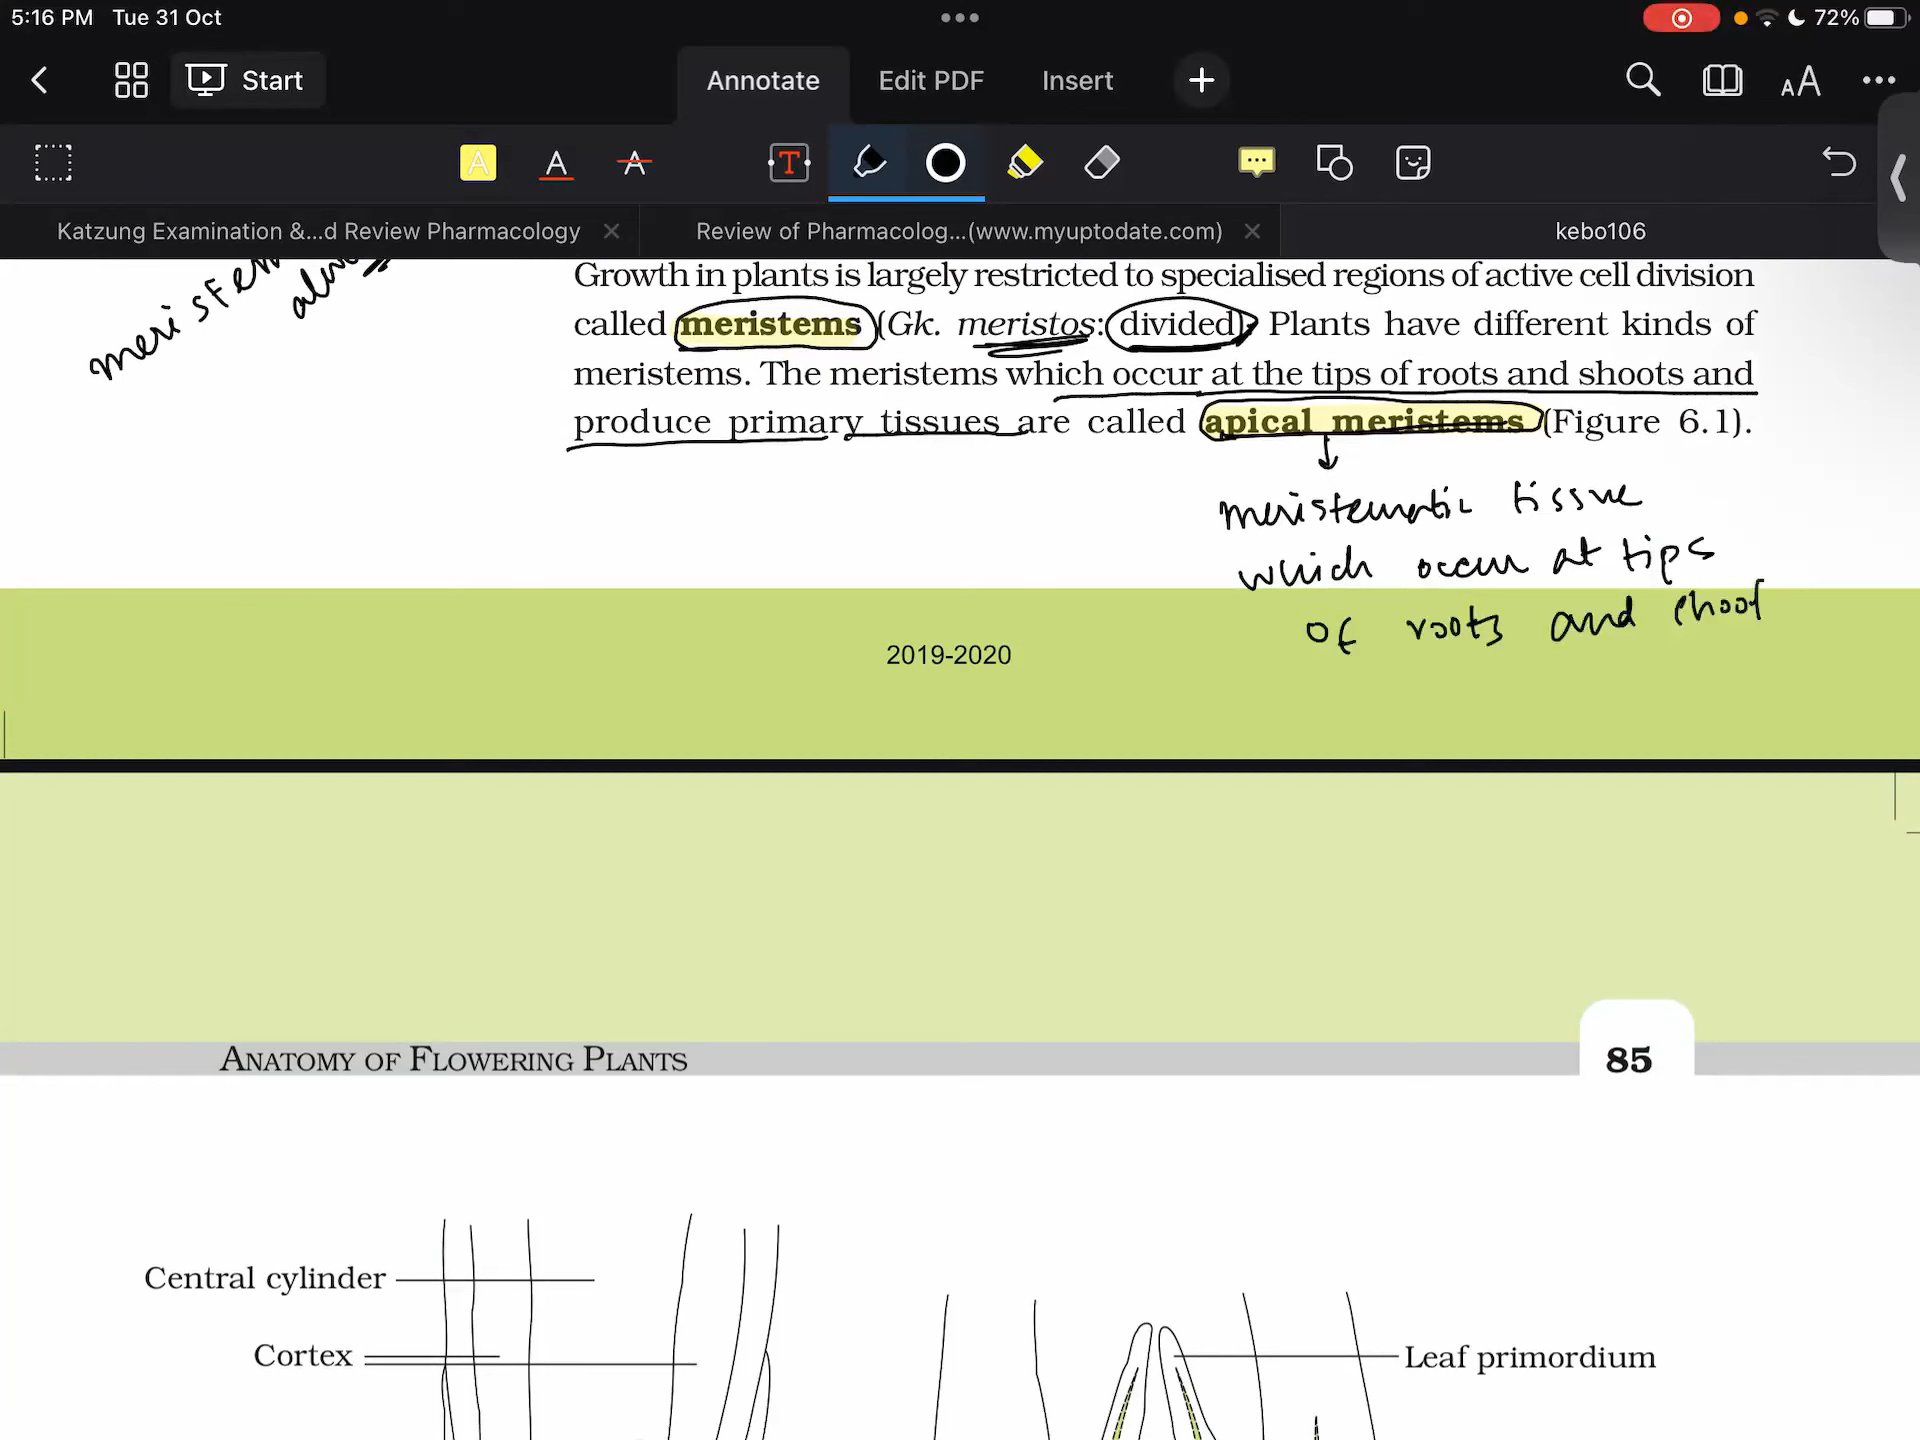 5:16 PM Tue 31 Oct
72%
Start
Annotate
Edit PDF
Insert
Katzung Examination &...d Review Pharmacology
Review of Pharmacolog...(www.myuptodate.com)
kebo106
Growth in plants is largely restricted to specialised regions of active cell division
called meristems (Gk. meristos: divided). Plants have different kinds of
meristems. The meristems which occur at the tips of roots and shoots and
produce primary tissues are called apical meristems (Figure 6.1).
meristematic tissue
which occur at tips
of roots and shoot
2019-2020
ANATOMY OF FLOWERING PLANTS
85
Central cylinder
Cortex
Leaf primordium